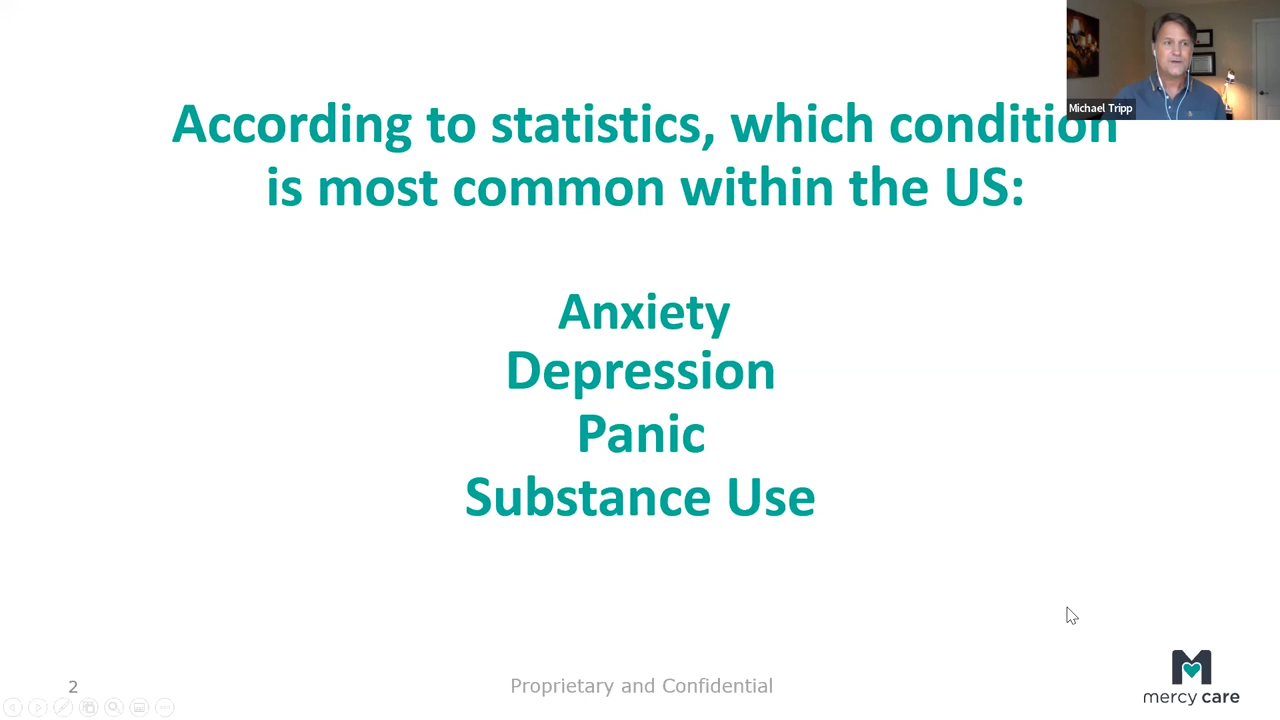 Michael Tripp
According to statistics, which condition
is most common within the US:
Anxiety
Depression
Panic
Substance Use
2
Proprietary and Confidential
M
mercy care